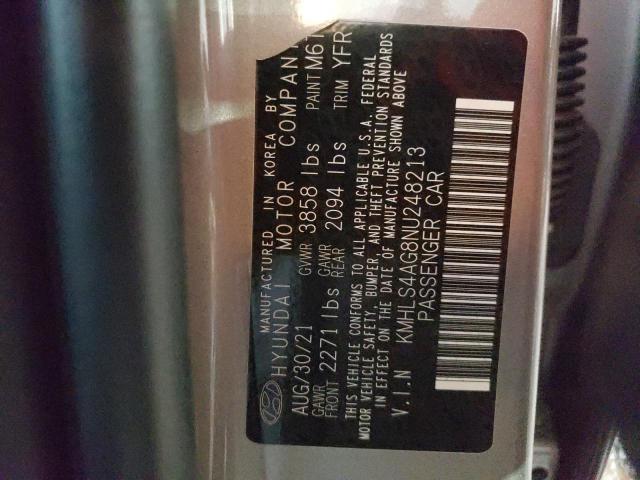 MANUFACTURED IN KOREA BY
HYUNDAI MOTOR COMPAN
AUG/30/21 GVWR 3858 lbs PAINT M6T
GAWR FRONT 2271 lbs GAWR REAR 2094 lbs TRIM YFR
THIS VEHICLE CONFORMS TO ALL APPLICABLE U.S.A. FEDERAL
MOTOR VEHICLE SAFETY, BUMPER, AND THEFT PREVENTION STANDARDS
IN EFFECT ON THE DATE OF MANUFACTURE SHOWN ABOVE
V.I.N KMHLS4AG8NU248213
PASSENGER CAR